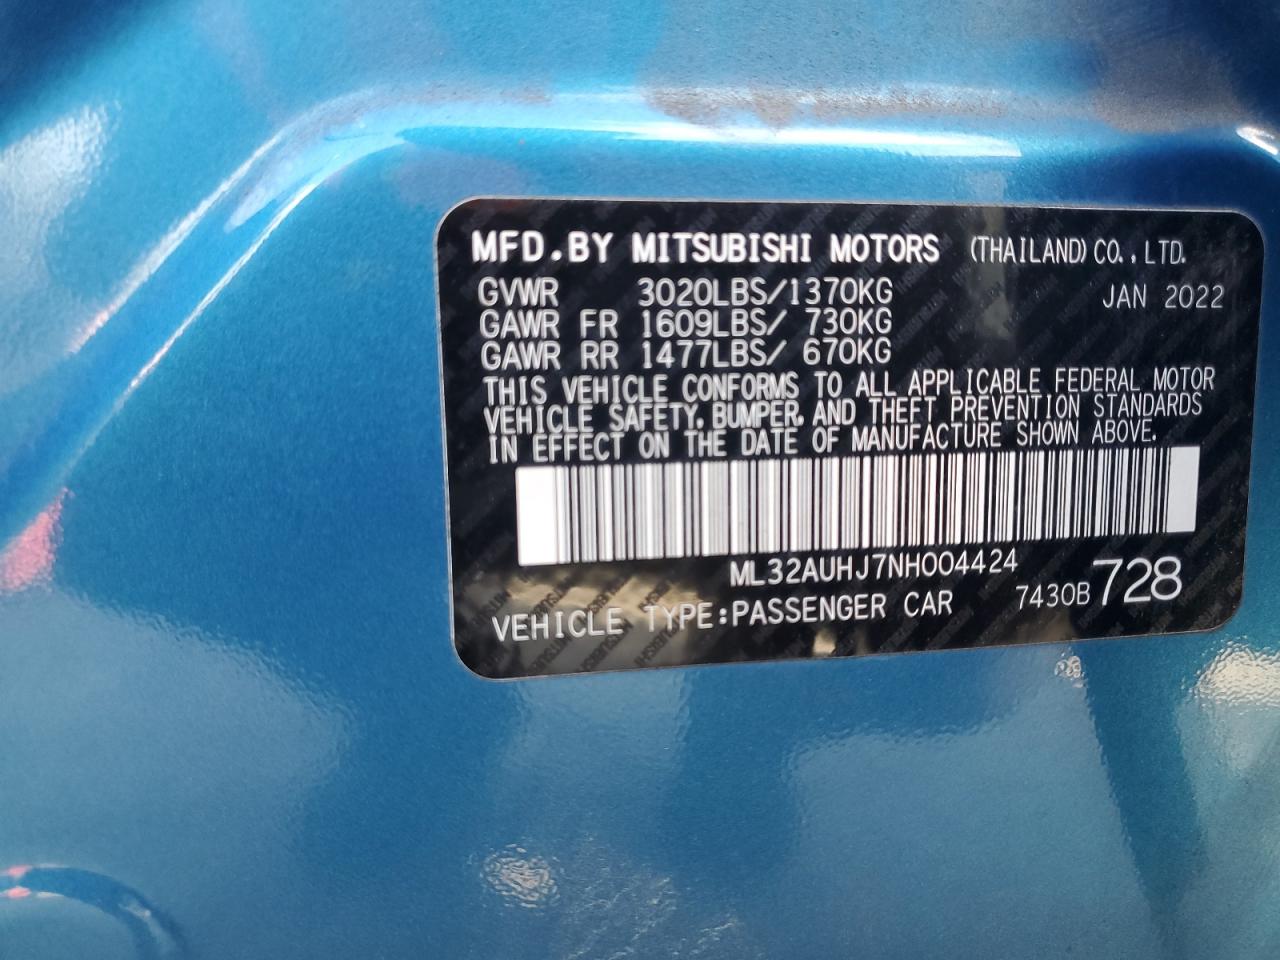 MFD.BY MITSUBISHI MOTORS (THAILAND) CO.,LTD.
GVWR 3020LBS/1370KG JAN 2022
GAWR FR 1609LBS/ 730KG
GAWR RR 1477LBS/ 670KG
THIS VEHICLE CONFORMS TO ALL APPLICABLE FEDERAL MOTOR
VEHICLE SAFETY, BUMPER, AND THEFT PREVENTION STANDARDS
IN EFFECT ON THE DATE OF MANUFACTURE SHOWN ABOVE.
ML32AUHJ7NH004424
VEHICLE TYPE:PASSENGER CAR 7430B 728